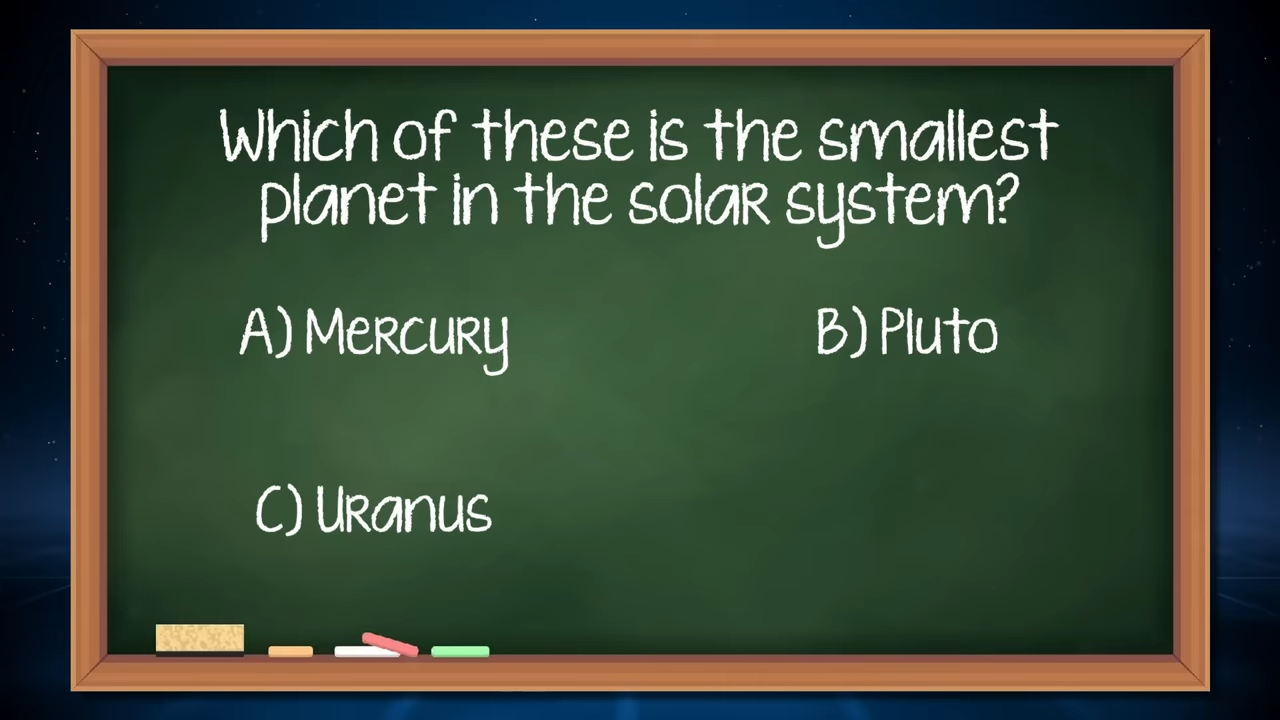 Which of these is the smallest
planet in the solar system?
A) Mercury
B) Pluto
C) Uranus